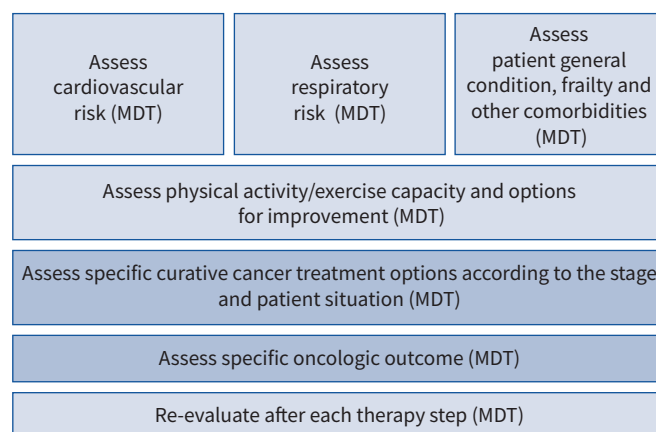 Assess
cardiovascular
risk (MDT)
Assess
respiratory
risk  (MDT)
Assess
patient general
condition, frailty and
other comorbidities
(MDT)
Assess physical activity/exercise capacity and options
for improvement (MDT)
Assess specific curative cancer treatment options according to the stage
and patient situation (MDT)
Assess specific oncologic outcome (MDT)
Re-evaluate after each therapy step (MDT)